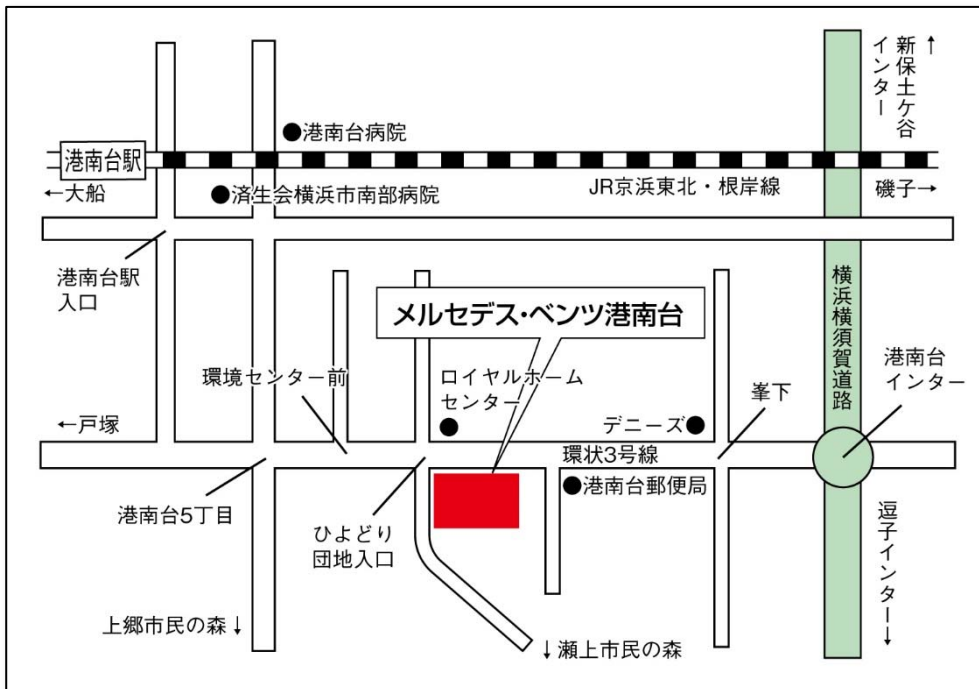 新保土ケ谷
インター
↑
●港南台病院
港南台駅
←大船
●済生会横浜市南部病院
JR京浜東北・根岸線
磯子→
港南台駅
入口
メルセデス・ベンツ港南台
横浜横須賀道路
港南台
インター
環境センター前
ロイヤルホーム
センター
デニーズ
峯下
←戸塚
環状3号線
●港南台郵便局
港南台5丁目
ひよどり
団地入口
逗子インター→
上郷市民の森↓
↓瀬上市民の森